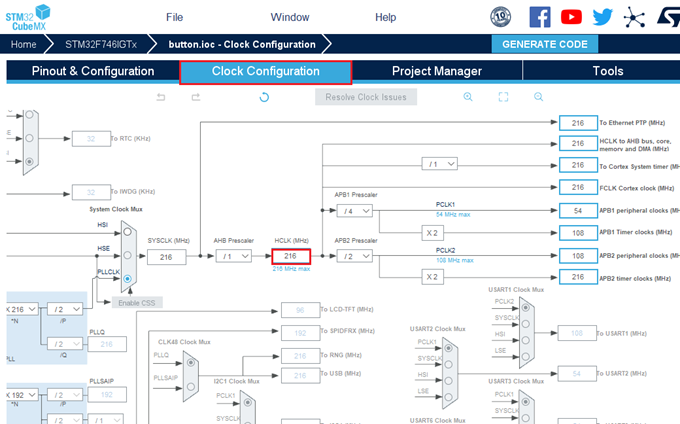 STM32
CubeMX
File
Window
Help
10
Home
STM32F746IGTx
button.ioc - Clock Configuration
GENERATE CODE
Pinout & Configuration
Clock Configuration
Project Manager
Tools
Resolve Clock Issues
32
To RTC (KHz)
32
To IWDG (KHz)
System Clock Mux
HSI
HSE
PLLCLK
Enable CSS
SYSCLK (MHz)
216
AHB Prescaler
/ 1
HCLK (MHz)
216
216 MHz max
APB1 Prescaler
/ 4
APB2 Prescaler
/ 2
/ 1
PCLK1
54 MHz max
X 2
PCLK2
108 MHz max
X 2
216
To Ethernet PTP (MHz)
216
HCLK to AHB bus, core,
memory and DMA (MHz)
216
To Cortex System timer (MHz)
216
FCLK Cortex clock (MHz)
54
APB1 peripheral clocks (MHz)
108
APB1 Timer clocks (MHz)
108
APB2 peripheral clocks (MHz)
216
APB2 timer clocks (MHz)
X 216
*N
/ 2
/P
/ 2
/Q
PLLQ
216
PLL
X 192
*N
/ 2
/ 2
/ 1
PLLSAIP
192
96
To LCD-TFT (MHz)
192
To SPDIFRX (MHz)
CLK48 Clock Mux
PLLQ
PLLSAIP
216
To RNG (MHz)
216
To USB (MHz)
I2C1 Clock Mux
PCLK1
SYSCLK
USART2 Clock Mux
PCLK1
SYSCLK
HSI
LSE
USART6 Clock Mux
USART1 Clock Mux
PCLK2
SYSCLK
HSI
LSE
108
To USART1 (MHz)
54
To USART2 (MHz)
USART3 Clock Mux
PCLK1
SYSCLK